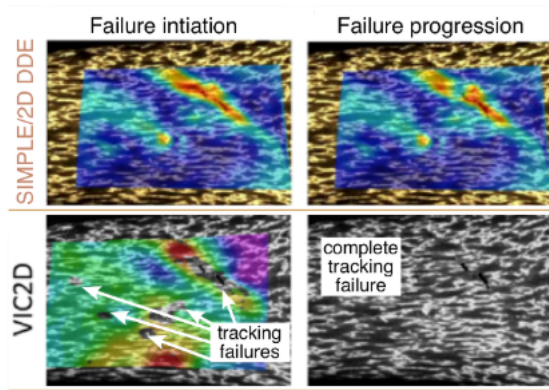 Failure intiation
Failure progression
SIMPLE/2D DDE
VIC2D
tracking
failures
complete
tracking
failure